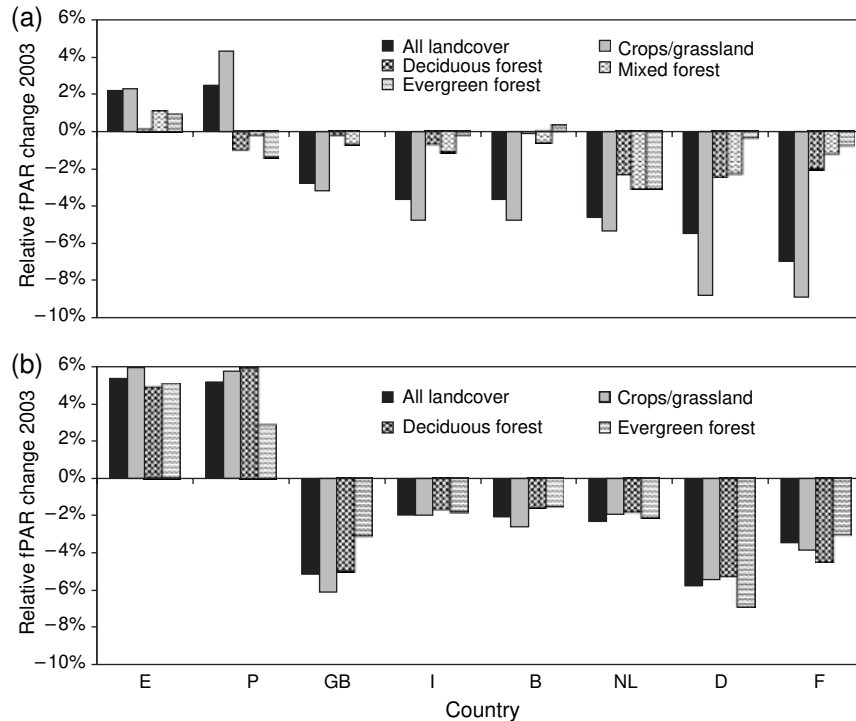 (a)
Relative fPAR change 2003
6%
4%
2%
0%
−2%
−4%
−6%
−8%
−10%
All landcover
Deciduous forest
Evergreen forest
Crops/grassland
Mixed forest
(b)
Relative fPAR change 2003
6%
4%
2%
0%
−2%
−4%
−6%
−8%
−10%
All landcover
Crops/grassland
Deciduous forest
Evergreen forest
E P GB I B NL D F
Country